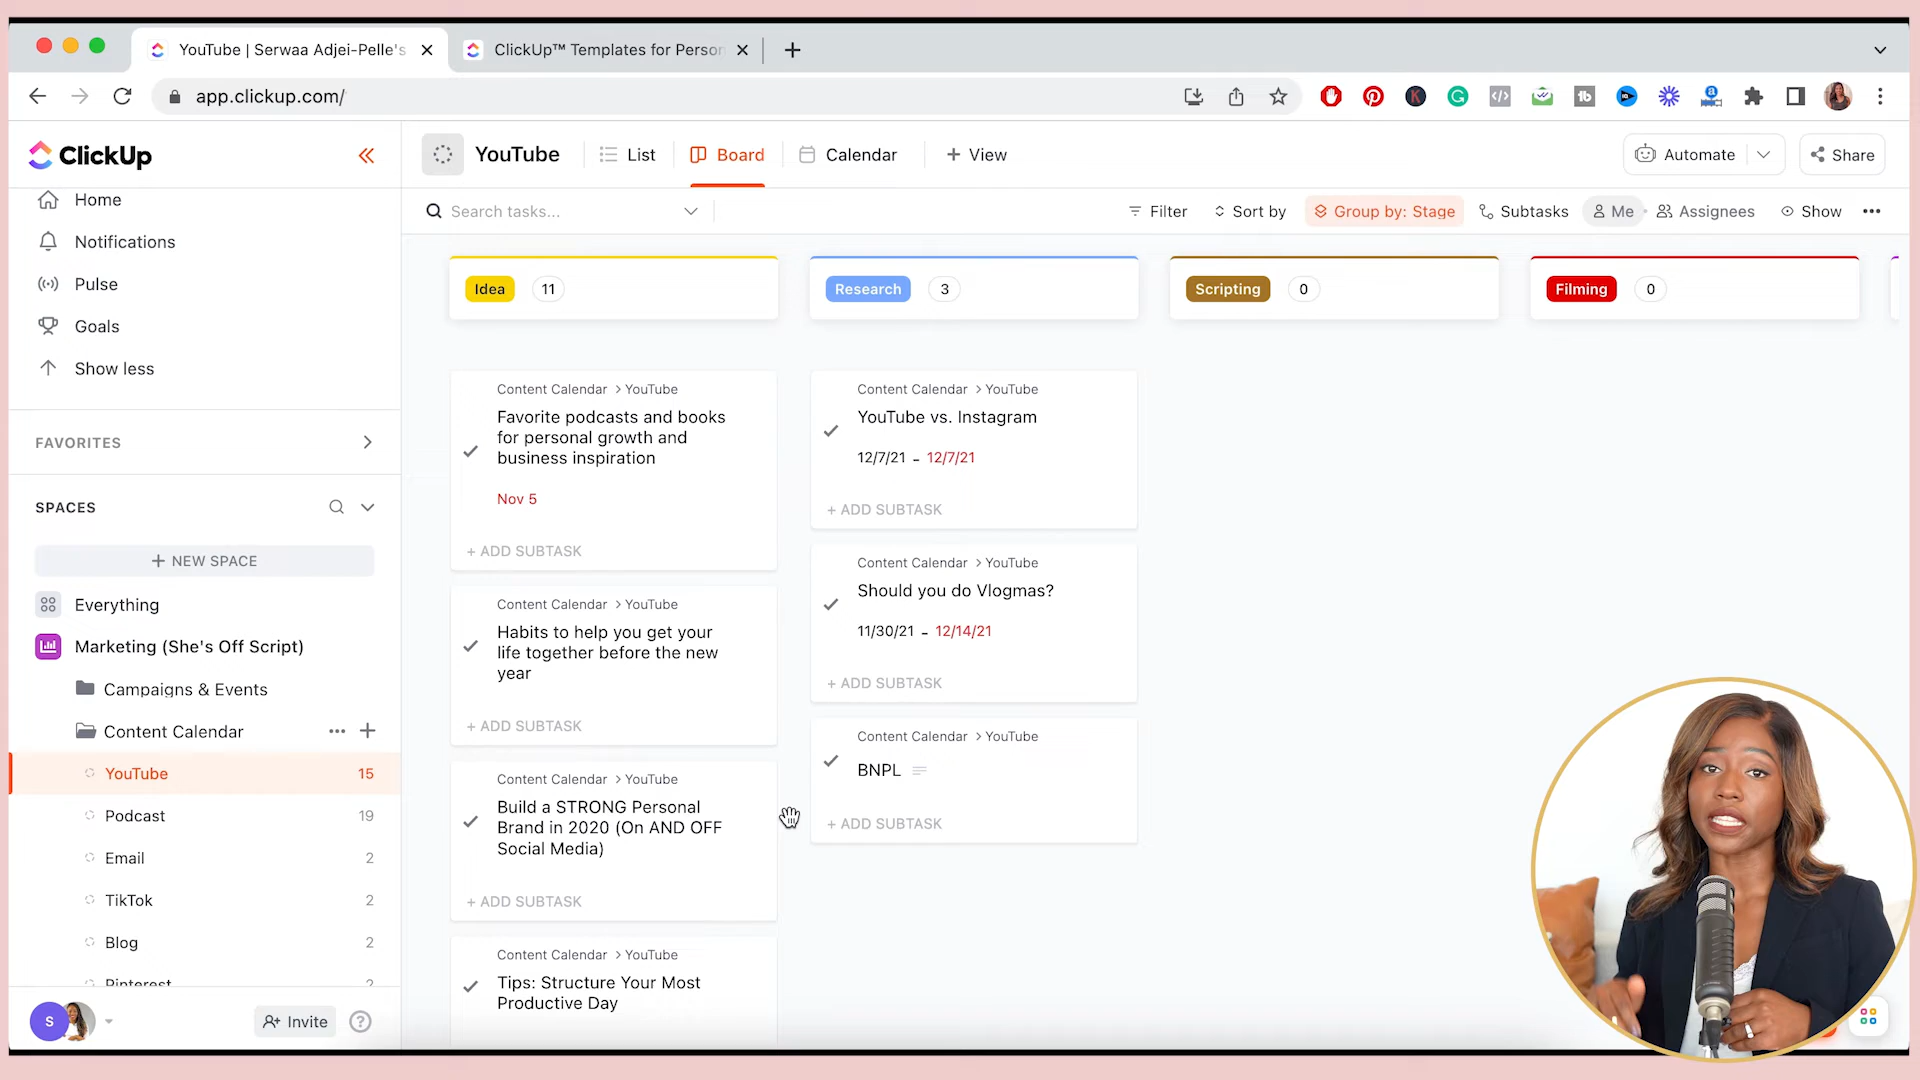 YouTube | Serwaa Adjei-Pelle's
ClickUp™ Templates for Person
app.clickup.com/
ClickUp
Home
Notifications
Pulse
Goals
Show less
FAVORITES
SPACES
+ NEW SPACE
Everything
Marketing (She's Off Script)
Campaigns & Events
Content Calendar
YouTube 15
Podcast 19
Email 2
TikTok 2
Blog 2
Pinterest 2
S
Invite
YouTube
List
Board
Calendar
+ View
Automate
Share
Search tasks...
Filter
Sort by
Group by: Stage
Subtasks
Me
Assignees
Show
Idea 11
Content Calendar > YouTube
Favorite podcasts and books
for personal growth and
business inspiration
Nov 5
+ ADD SUBTASK
Content Calendar > YouTube
Habits to help you get your
life together before the new
year
+ ADD SUBTASK
Content Calendar > YouTube
Build a STRONG Personal
Brand in 2020 (On AND OFF
Social Media)
+ ADD SUBTASK
Content Calendar > YouTube
Tips: Structure Your Most
Productive Day
Research 3
Content Calendar > YouTube
YouTube vs. Instagram
12/7/21 - 12/7/21
+ ADD SUBTASK
Content Calendar > YouTube
Should you do Vlogmas?
11/30/21 - 12/14/21
+ ADD SUBTASK
Content Calendar > YouTube
BNPL
+ ADD SUBTASK
Scripting 0
Filming 0